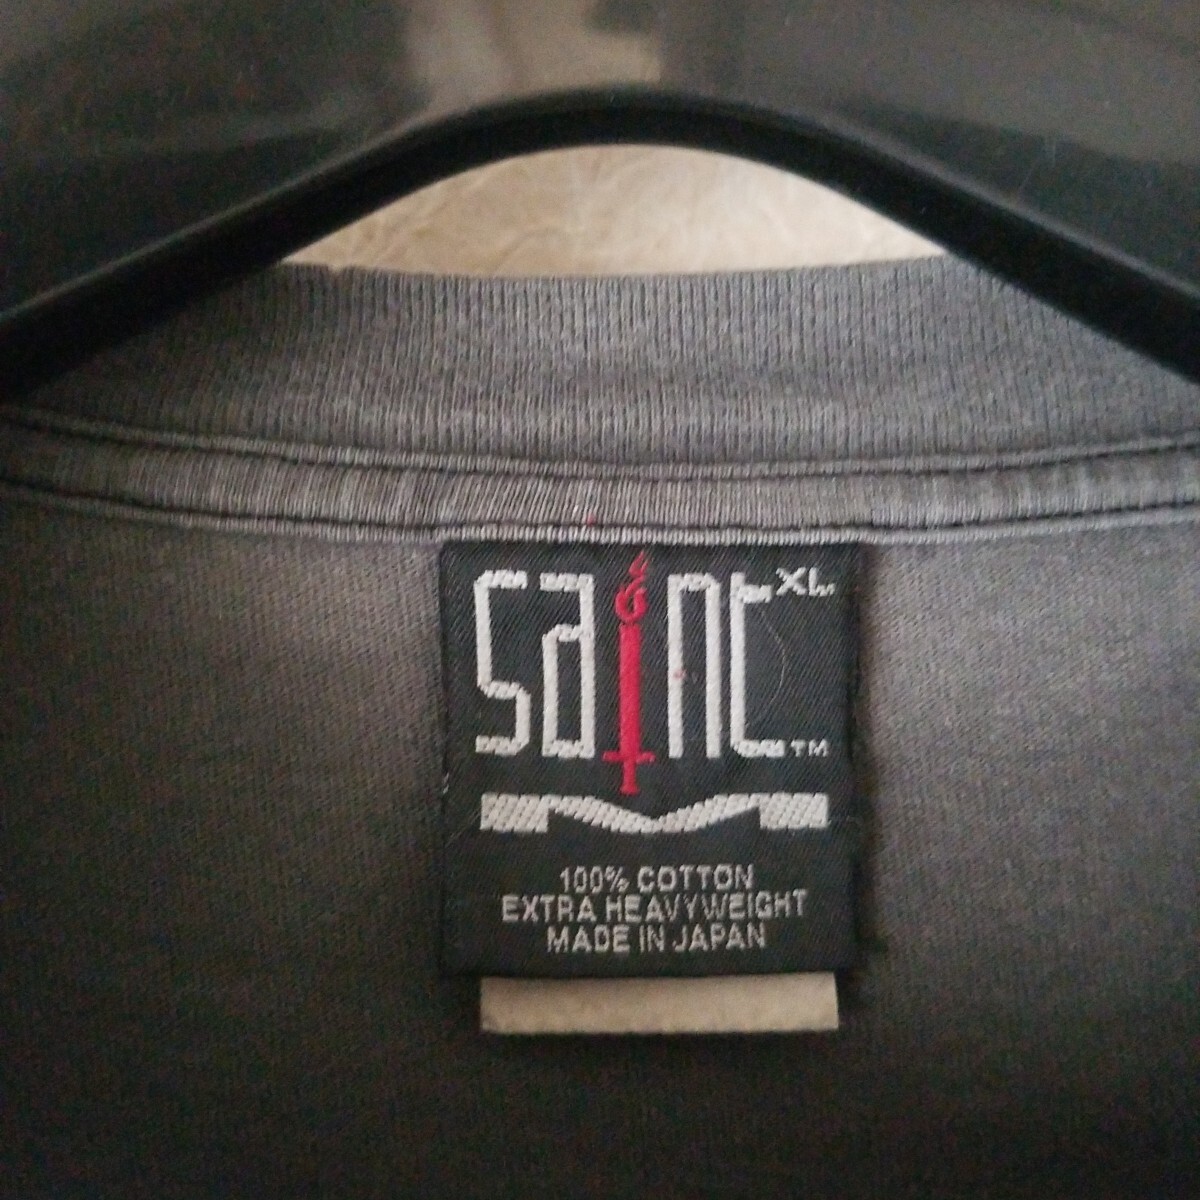 saint XL
TM
100% COTTON
EXTRA HEAVYWEIGHT
MADE IN JAPAN